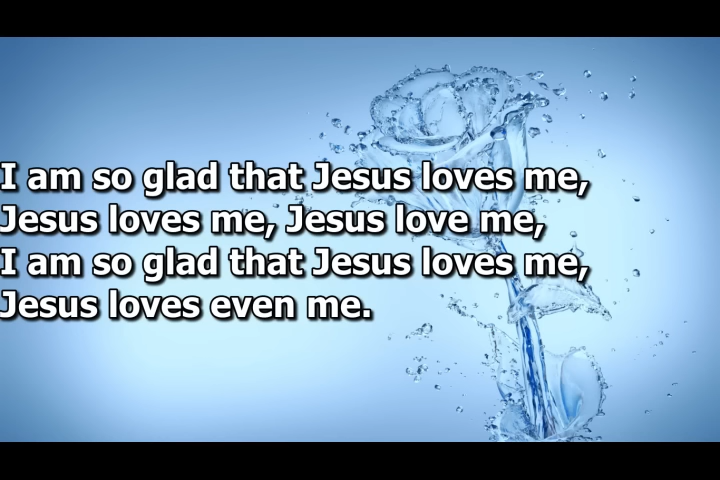 I am so glad that Jesus loves me,
Jesus loves me, Jesus love me,
I am so glad that Jesus loves me,
Jesus loves even me.